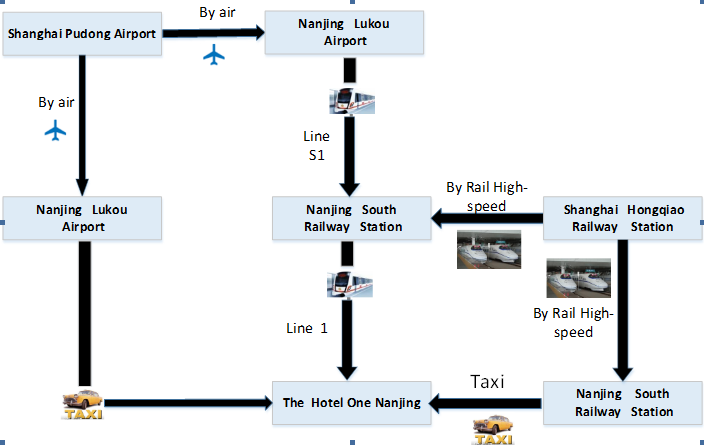 By air
Shanghai Pudong Airport
Nanjing Lukou
Airport
By air
Line
S1
By Rail High-
speed
Nanjing Lukou
Airport
Nanjing South
Railway Station
Shanghai Hongqiao
Railway Station
By Rail High-
speed
Line 1
Taxi
TAXI
The Hotel One Nanjing
Nanjing South
Railway Station
TAXI